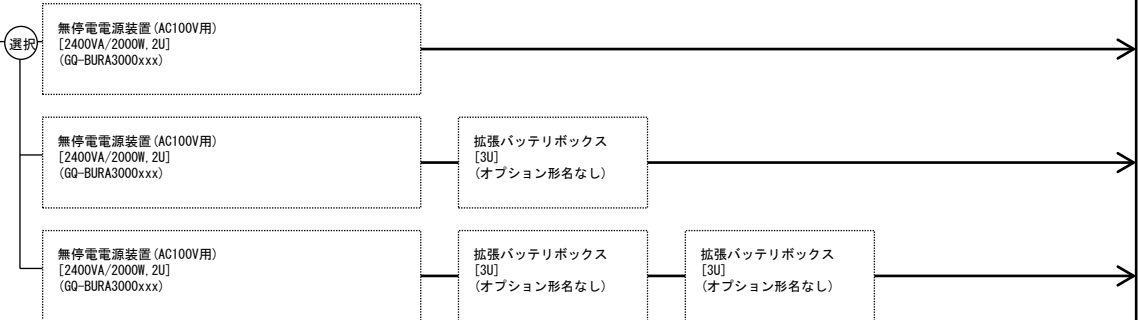 選択
無停電電源装置(AC100V用)
[2400VA/2000W, 2U]
(GQ-BURA3000xxx)
無停電電源装置(AC100V用)
[2400VA/2000W, 2U]
(GQ-BURA3000xxx)
拡張バッテリボックス
[3U]
(オプション形名なし)
無停電電源装置(AC100V用)
[2400VA/2000W, 2U]
(GQ-BURA3000xxx)
拡張バッテリボックス
[3U]
(オプション形名なし)
拡張バッテリボックス
[3U]
(オプション形名なし)